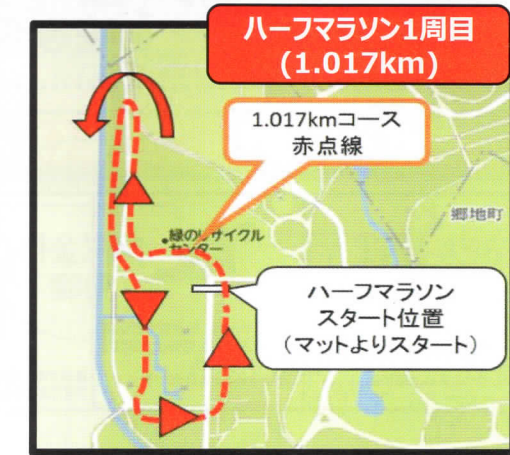 ハーフマラソン1周目
(1.017km)
1.017kmコース
赤点線
郷地町
緑のリサイクル
センター
ハーフマラソン
スタート位置
(マットよりスタート)